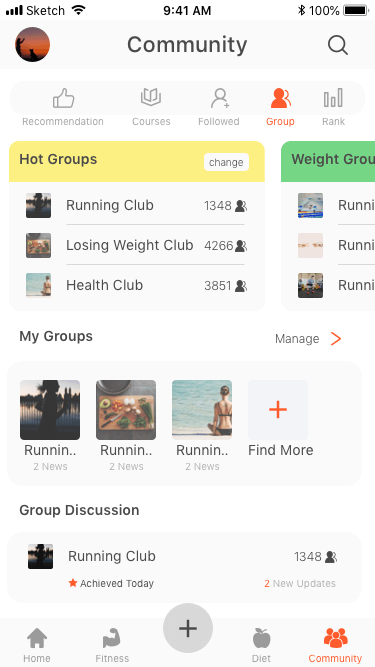 Sketch 9:41 AM 100%
Community
Recommendation Courses Followed Group Rank
Hot Groups change Weight Grou
Running Club 1348 Runni
Losing Weight Club 4266 Runni
Health Club 3851 Runni
My Groups Manage
Runnin.. Runnin.. Runnin.. Find More
2 News 2 News 2 News
Group Discussion
Running Club 1348
Achieved Today 2 New Updates
Home Fitness Diet Community